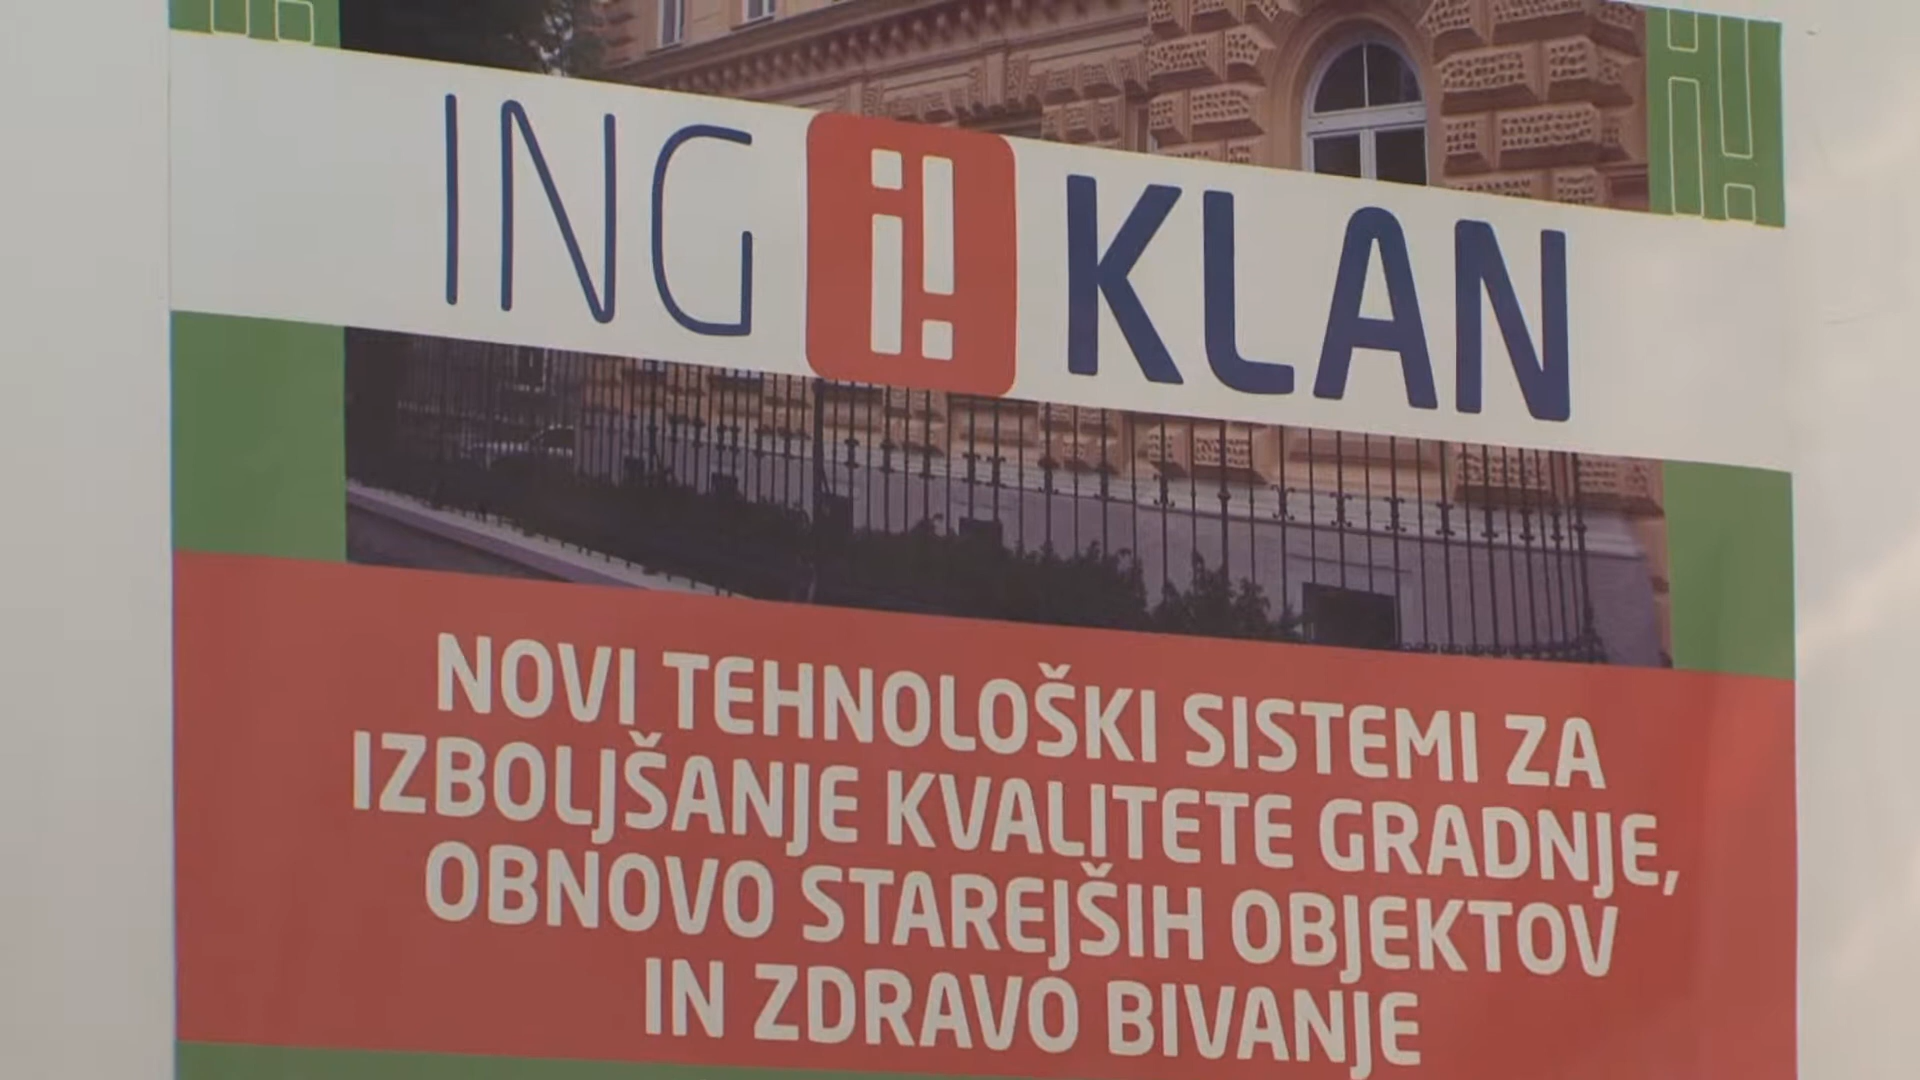 ING i! KLAN
NOVI TEHNOLOŠKI SISTEMI ZA
IZBOLJŠANJE KVALITETE GRADNJE,
OBNOVO STAREJŠIH OBJEKTOV
IN ZDRAVO BIVANJE